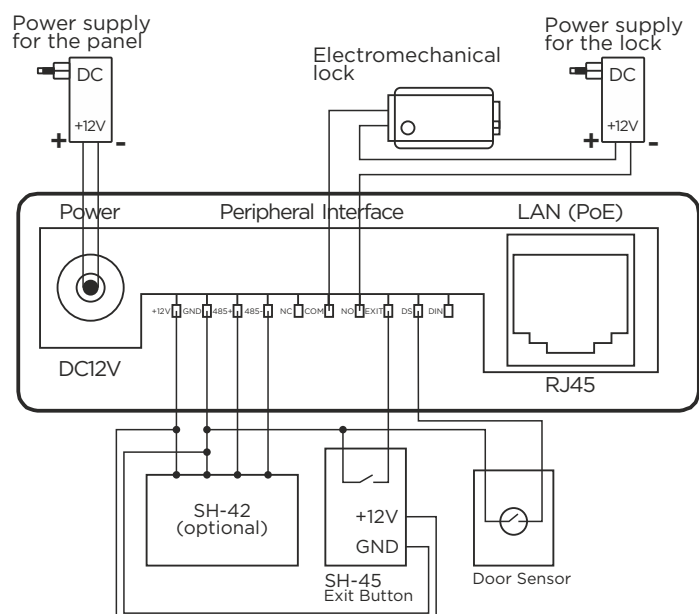 Power supply
for the panel
DC
+12V
+ -
Electromechanical
lock
Power supply
for the lock
DC
+12V
+ -
Power
Peripheral Interface
LAN (PoE)
+12V GND 485+ 485- NC COM NO EXIT DS DIN
DC12V
RJ45
SH-42
(optional)
+12V
GND
SH-45
Exit Button
Door Sensor